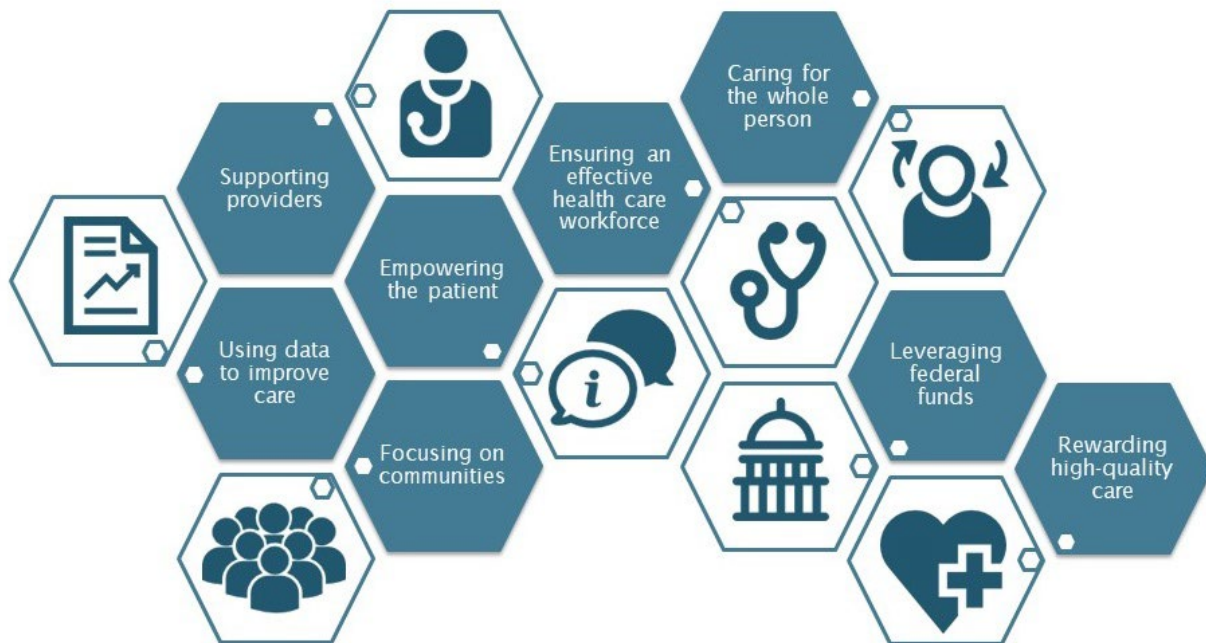 Caring for
the whole
person
Ensuring an
effective
health care
workforce
Supporting
providers
Empowering
the patient
Using data
to improve
care
Leveraging
federal
funds
Focusing on
communities
Rewarding
high-quality
care
i